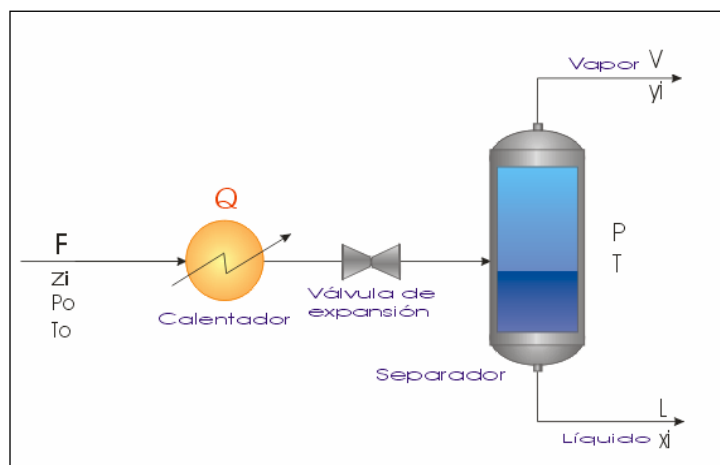 Vapor V
yi
Q
F
zi
Po
To
Calentador
Válvula de
expansión
P
T
Separador
L
Líquido xi